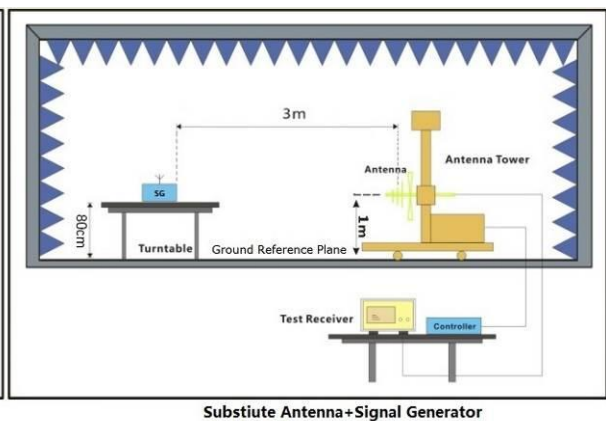 3m
Antenna
Antenna Tower
SG
80cm
1m
Turntable
Ground Reference Plane
Test Receiver
Controller
Substiute Antenna+Signal Generator